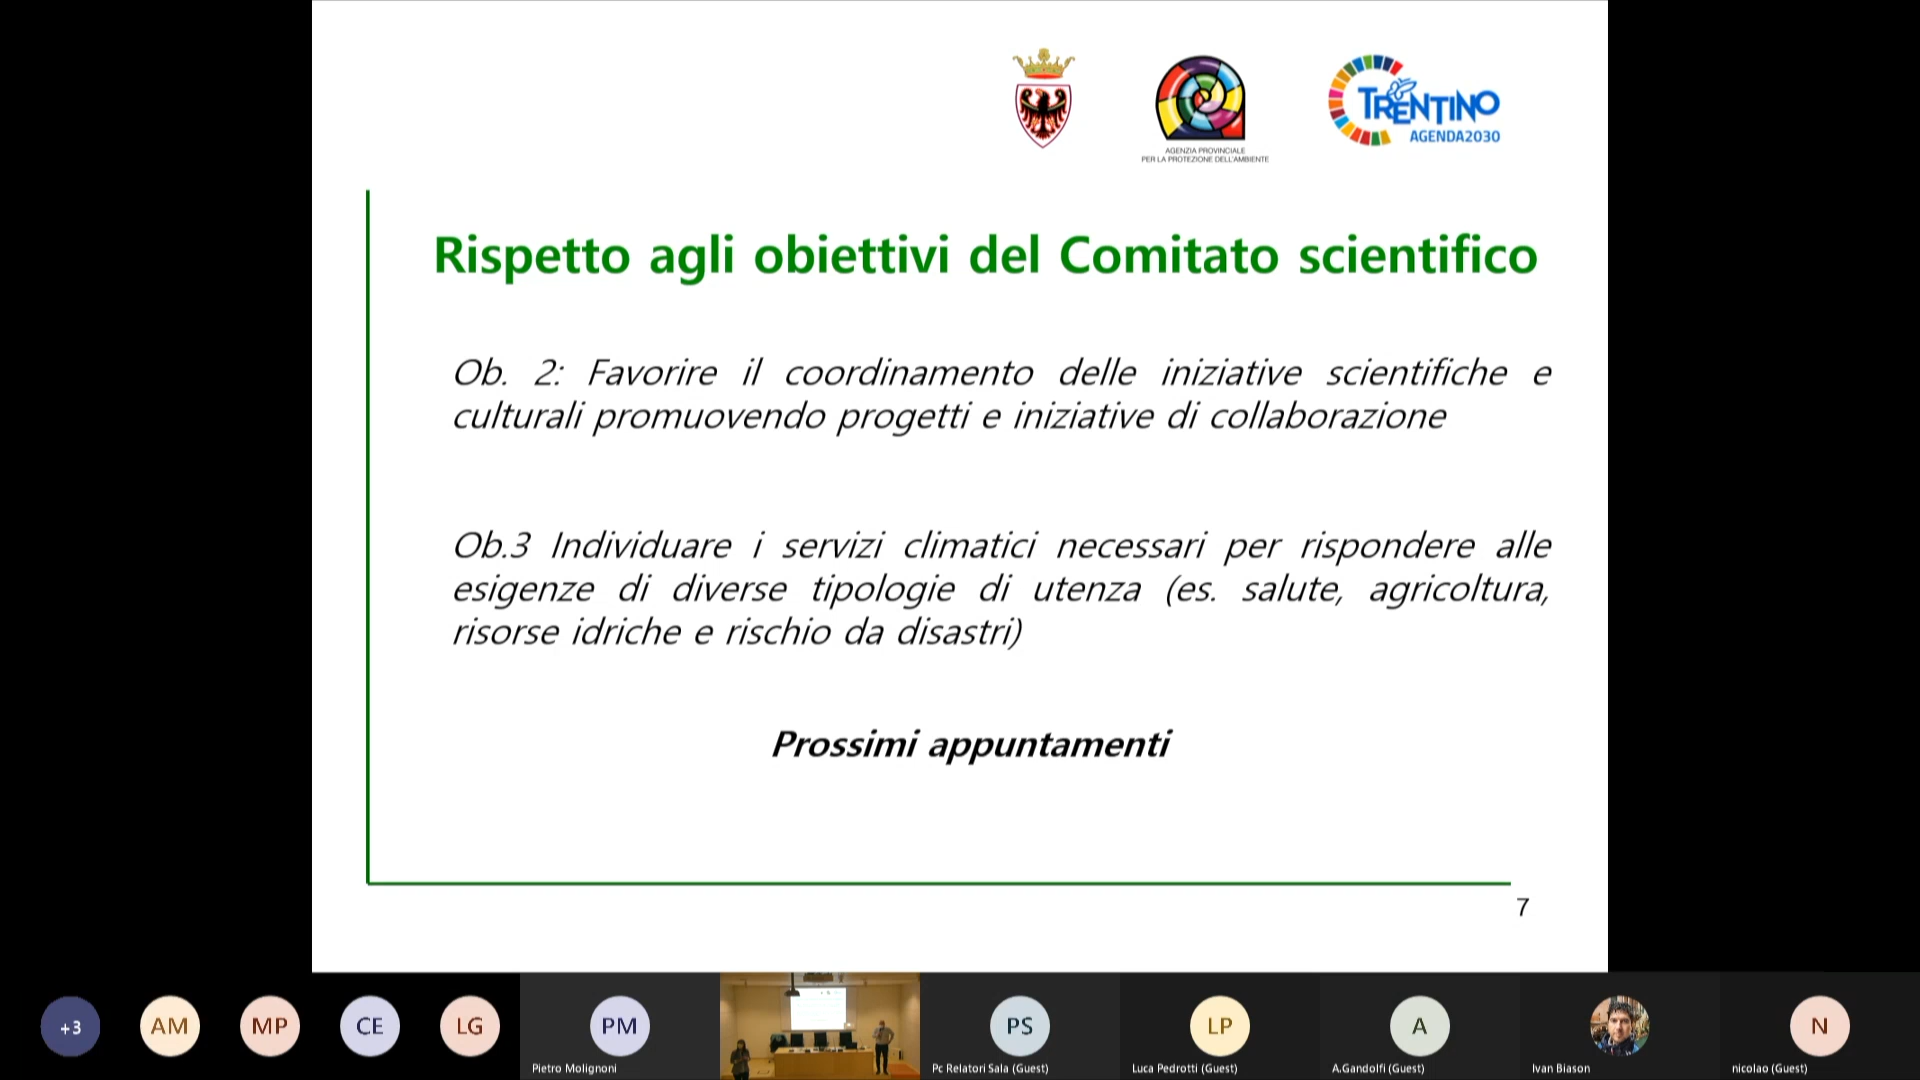 TRENTINO
AGENDA2030
AGENZIA PROVINCIALE
PER LA PROTEZIONE DELL'AMBIENTE
Rispetto agli obiettivi del Comitato scientifico
Ob. 2: Favorire il coordinamento delle iniziative scientifiche e
culturali promuovendo progetti e iniziative di collaborazione
Ob.3 Individuare i servizi climatici necessari per rispondere alle
esigenze di diverse tipologie di utenza (es. salute, agricoltura,
risorse idriche e rischio da disastri)
Prossimi appuntamenti
7
+3
AM
MP
CE
LG
PM
PS
LP
A
N
Pietro Molignoni
Pc Relatori Sala (Guest)
Luca Pedrotti (Guest)
A.Gandolfi (Guest)
Ivan Biason
nicolao (Guest)